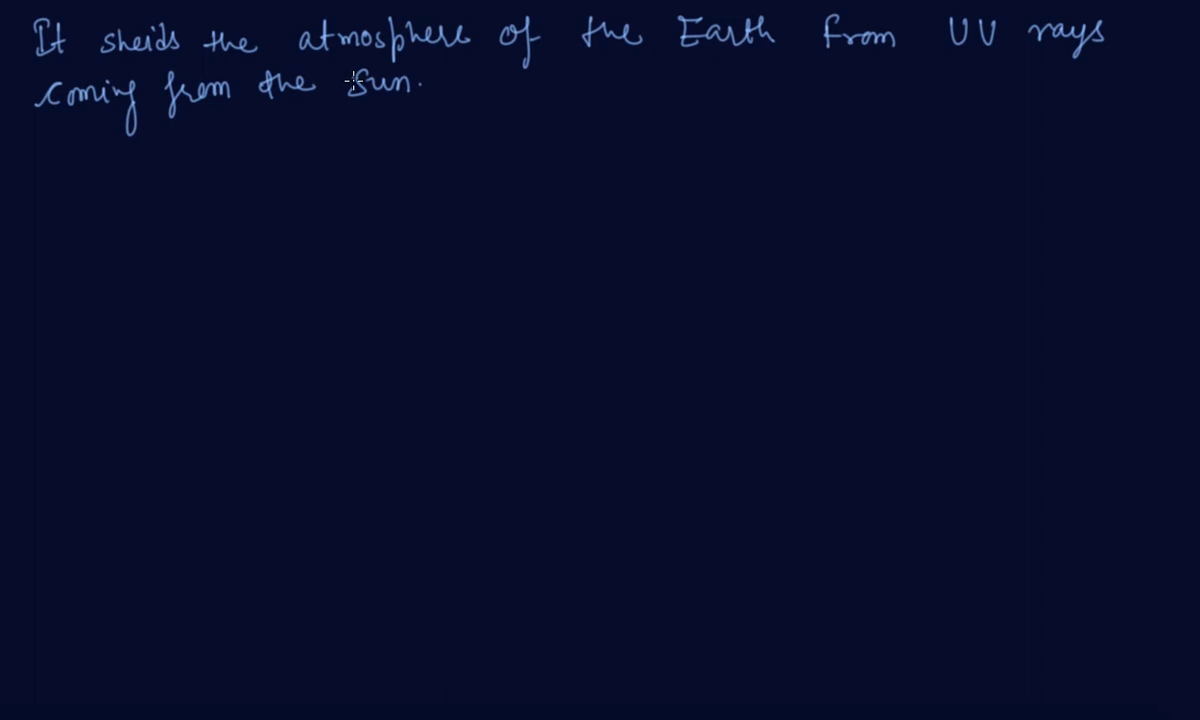 It sheids the atmosphere of the Earth from UV rays
coming from the Sun.